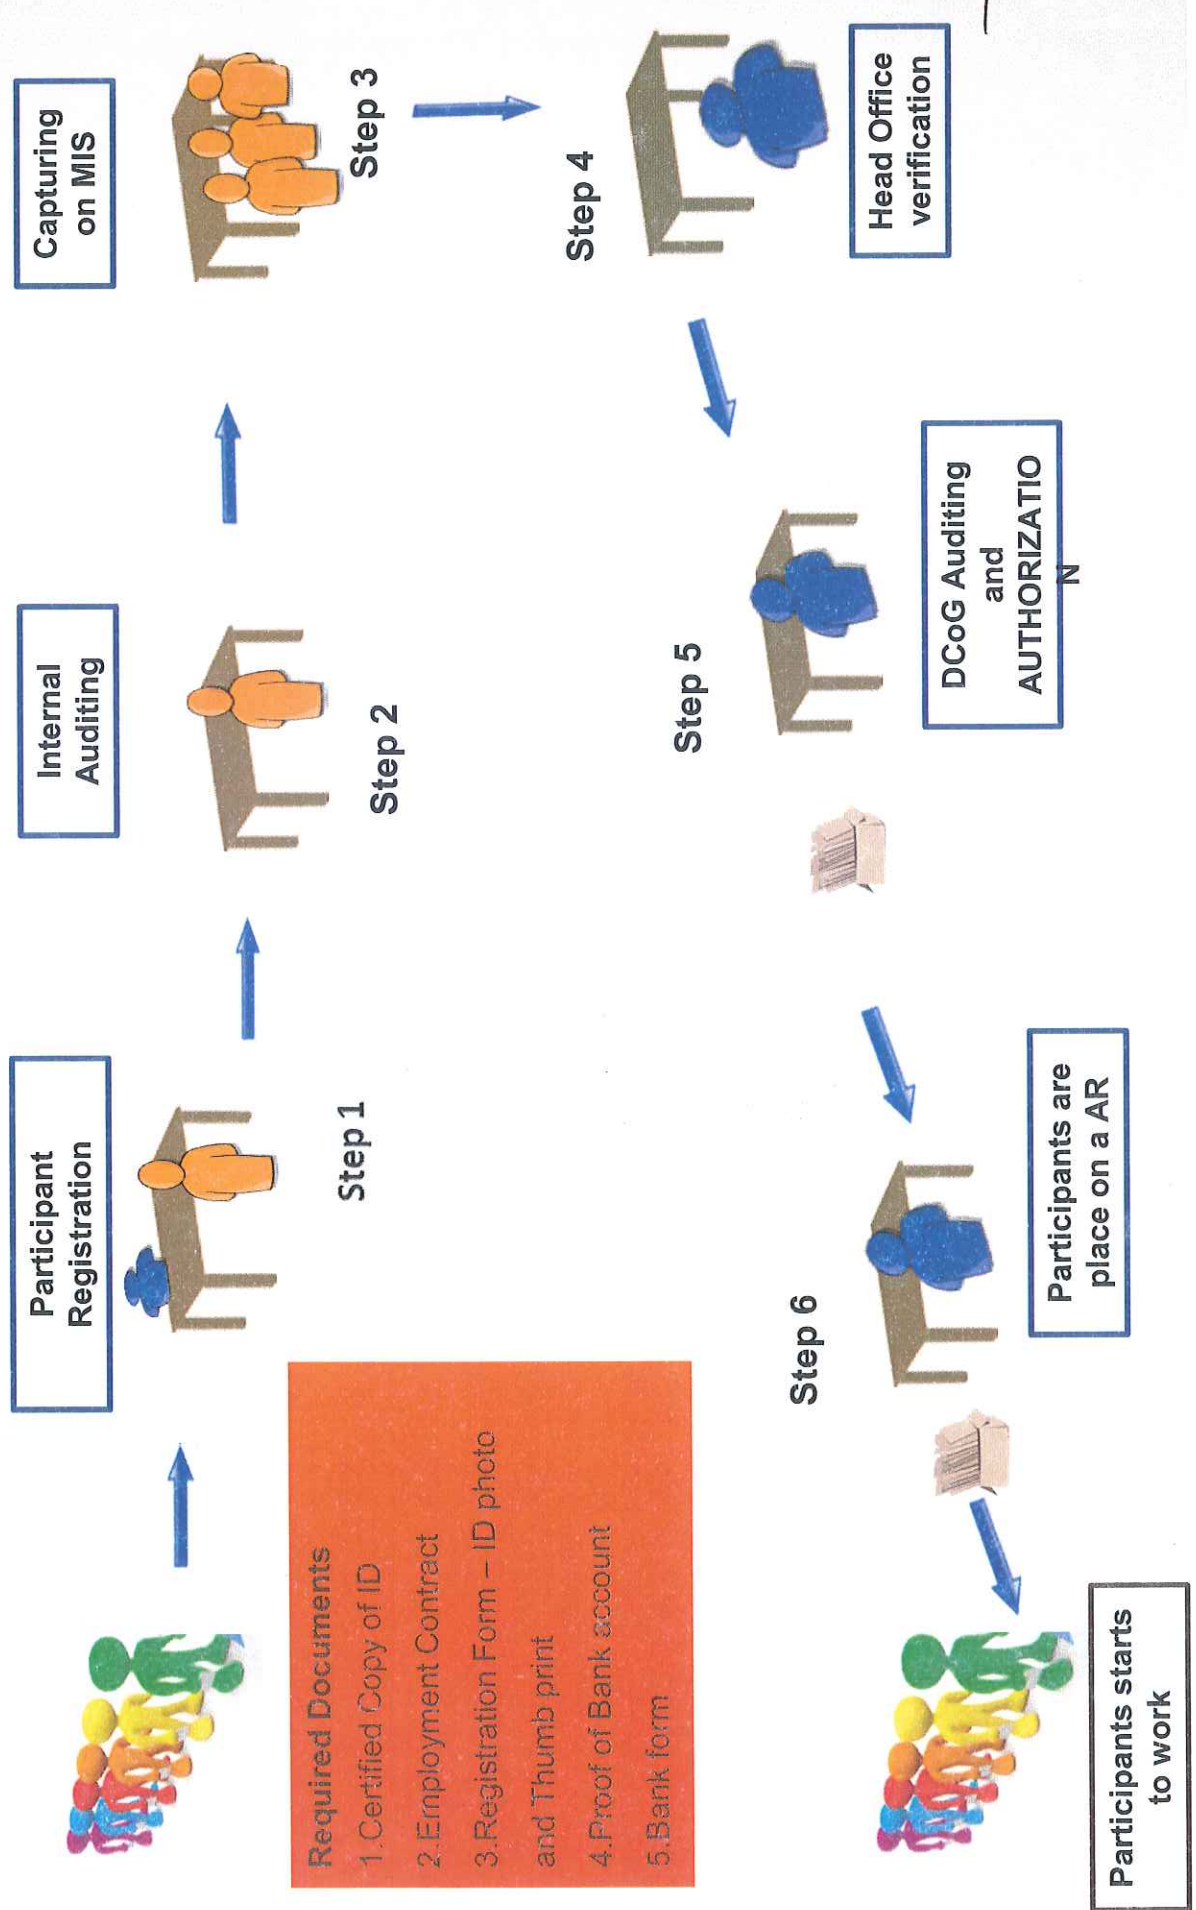 Participant
Registration
Step 1
Internal
Auditing
Step 2
Capturing
on MIS
Step 3
Required Documents
1.Certified Copy of ID
2.Employment Contract
3.Registration Form – ID photo
and Thumb print
4.Proof of Bank account
5.Bank form
Step 4
Head Office
verification
Step 5
DCoG Auditing
and
AUTHORIZATIO
N
Step 6
Participants are
place on a AR
Participants starts
to work